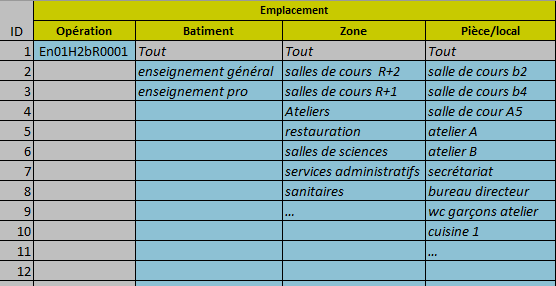 Emplacement
ID Opération Batiment Zone Pièce/local
1 En01H2bR0001 Tout Tout Tout
2 enseignement général salles de cours R+2 salle de cours b2
3 enseignement pro salles de cours R+1 salle de cours b4
4 Ateliers salle de cour A5
5 restauration atelier A
6 salles de sciences atelier B
7 services administratifs secrétariat
8 sanitaires bureau directeur
9 ... wc garçons atelier
10 cuisine 1
11 ...
12